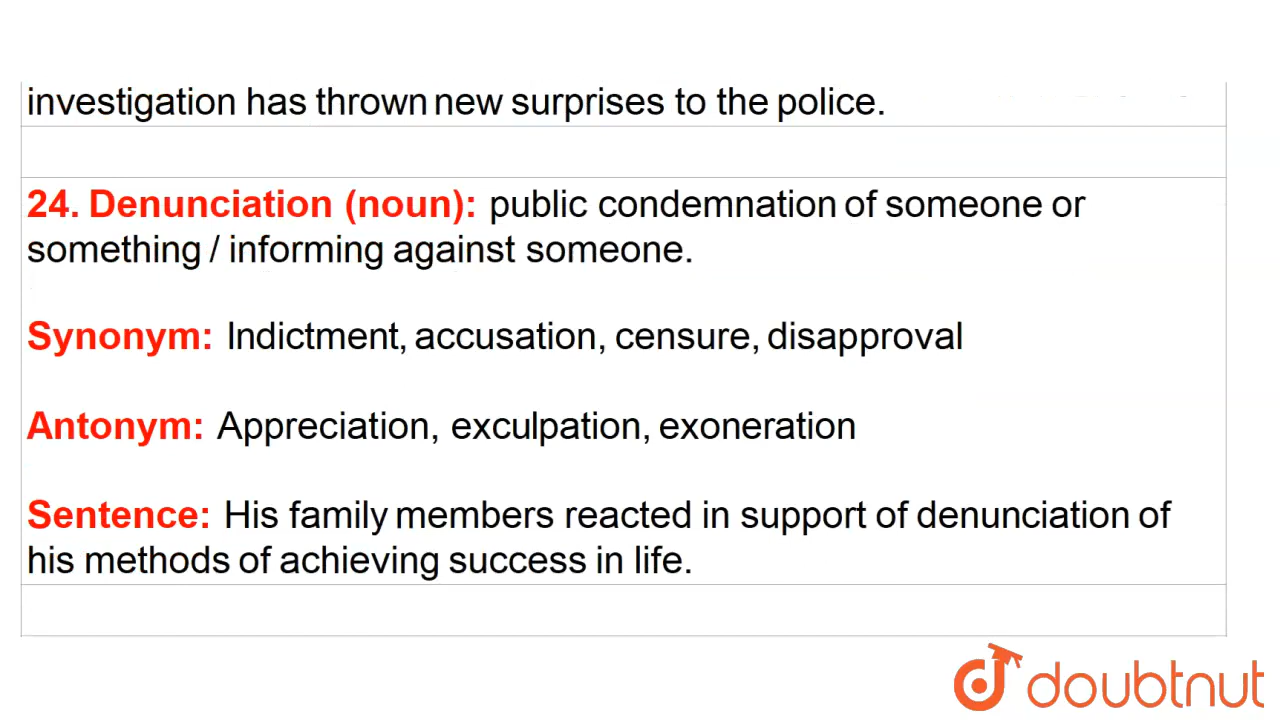 investigation has thrown new surprises to the police.
24. Denunciation (noun): public condemnation of someone or
something / informing against someone.
Synonym: Indictment, accusation, censure, disapproval
Antonym: Appreciation, exculpation, exoneration
Sentence: His family members reacted in support of denunciation of
his methods of achieving success in life.
doubtnut